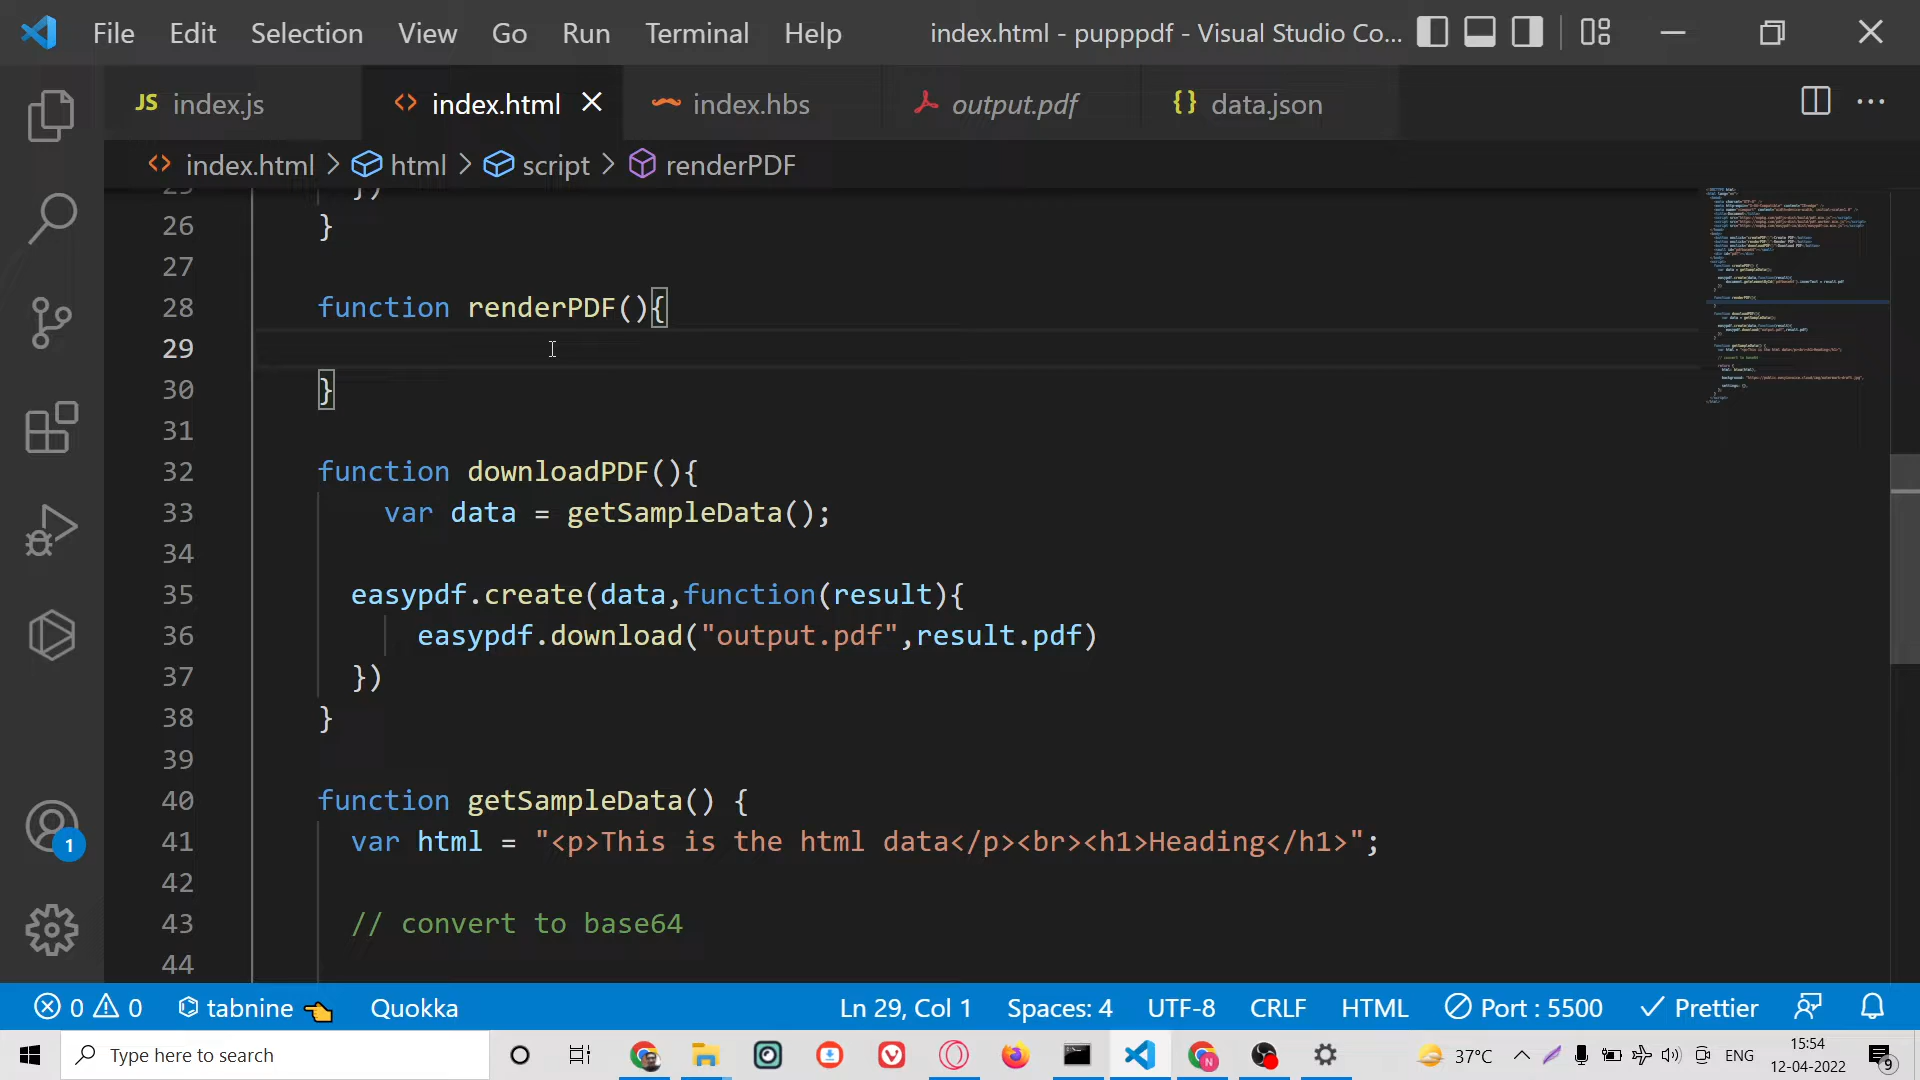 File Edit Selection View Go Run Terminal Help index.html - pupppdf - Visual Studio Co...
JS index.js index.html index.hbs output.pdf {} data.json
index.html > html > script > renderPDF
25 })
26 }
27
28 function renderPDF(){
29
30 }
31
32 function downloadPDF(){
33 var data = getSampleData();
34
35 easypdf.create(data,function(result){
36 easypdf.download("output.pdf",result.pdf)
37 })
38 }
39
40 function getSampleData() {
41 var html = "<p>This is the html data</p><br><h1>Heading</h1>";
42
43 // convert to base64
44
1
0 0 tabnine Quokka Ln 29, Col 1 Spaces: 4 UTF-8 CRLF HTML Port : 5500 Prettier
Type here to search 37°C ENG 15:54
12-04-2022 9